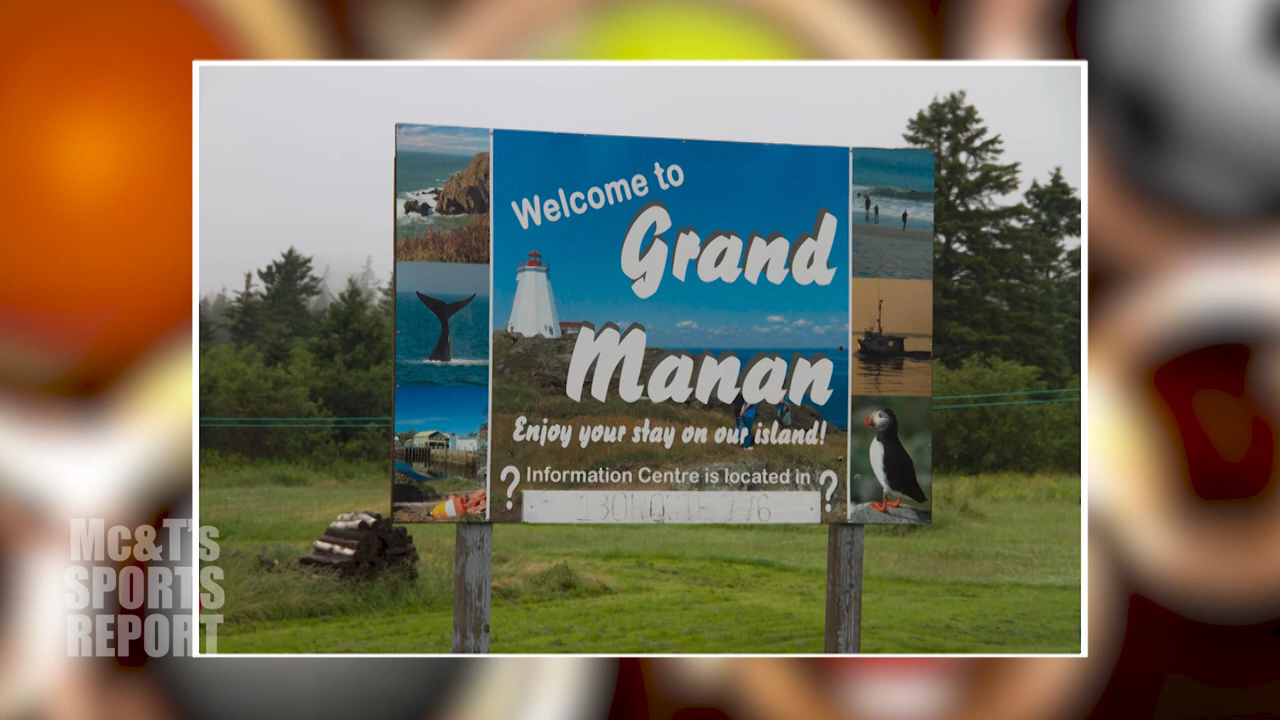 Welcome to
Grand
Manan
Enjoy your stay on our island!
? Information Centre is located in ?
Mc&T's
SPORTS
REPORT